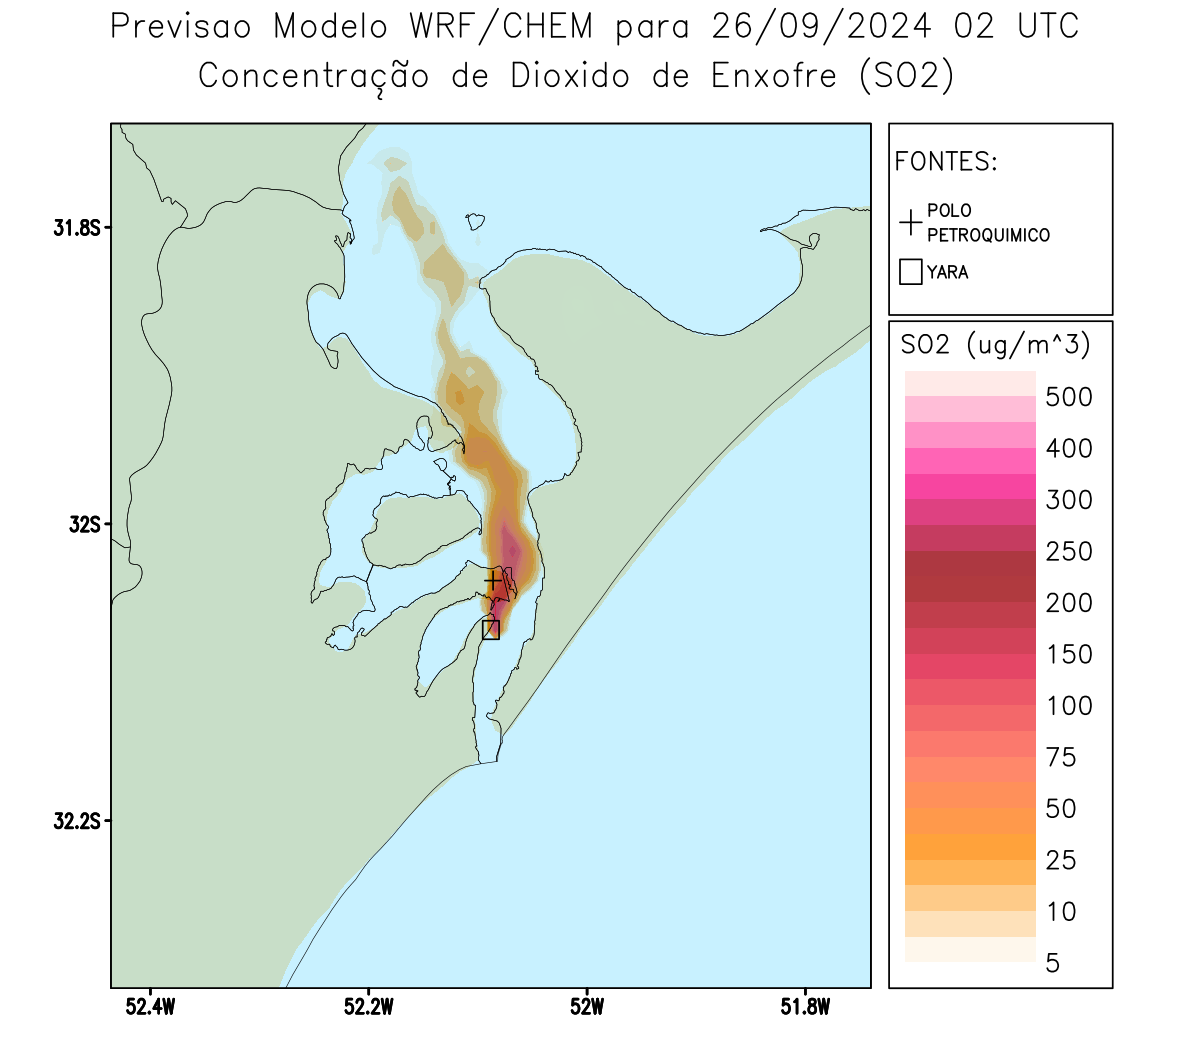 Previsao Modelo WRF/CHEM para 26/09/2024 02 UTC
Concentração de Dioxido de Enxofre (SO2)
FONTES:
POLO
PETROQUIMICO
YARA
SO2 (ug/m^3)
500
400
300
250
200
150
100
75
50
25
10
5
31.8S
32S
32.2S
52.4W
52.2W
52W
51.8W